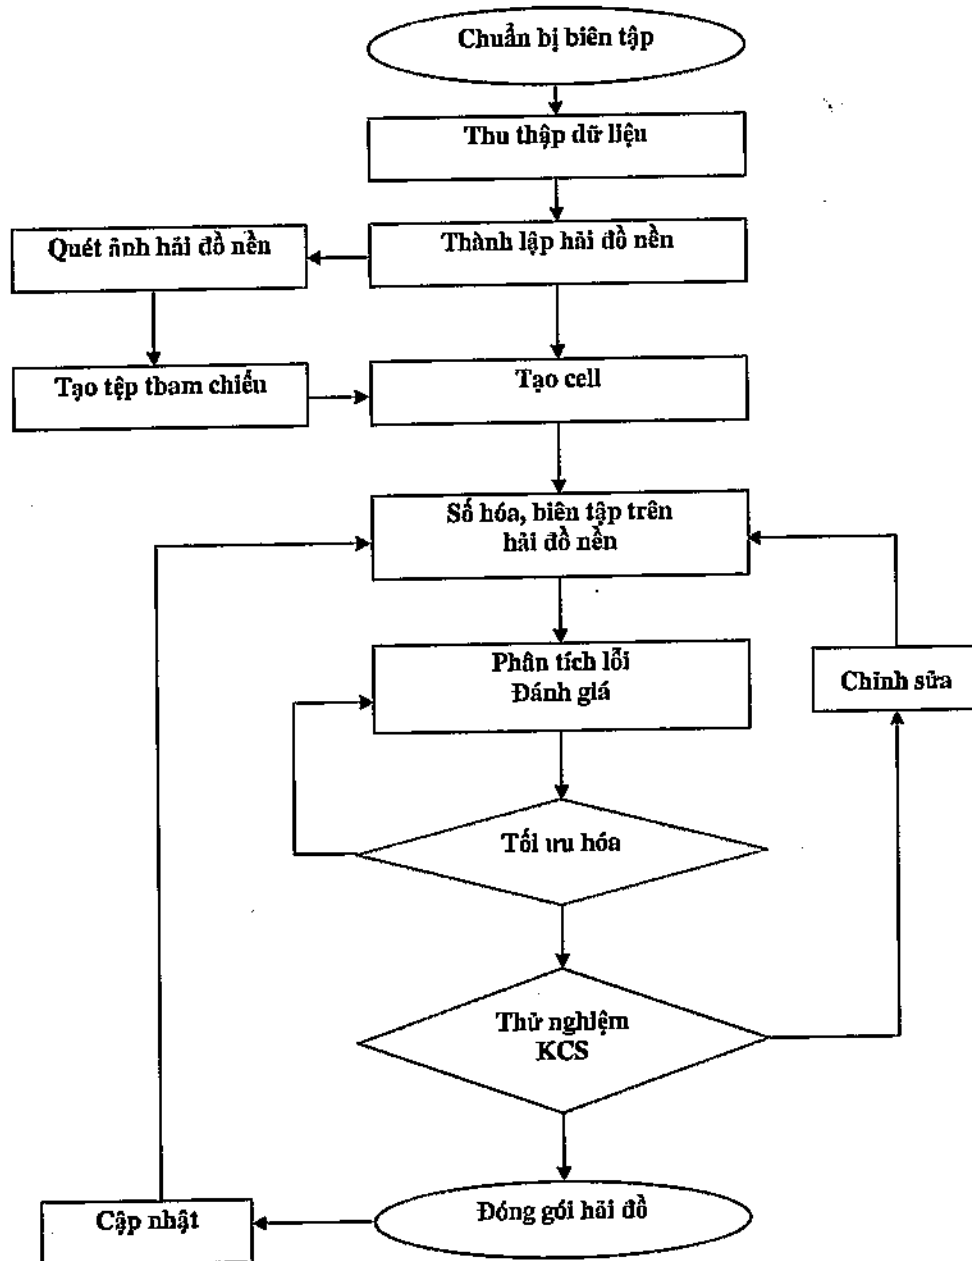 Chuẩn bị biên tập
Thu thập dữ liệu
Quét ảnh hải đồ nền
Thành lập hải đồ nền
Tạo tệp tham chiếu
Tạo cell
Số hóa, biên tập trên
hải đồ nền
Phân tích lỗi
Đánh giá
Chỉnh sửa
Tối ưu hóa
Thử nghiệm
KCS
Đóng gói hải đồ
Cập nhật